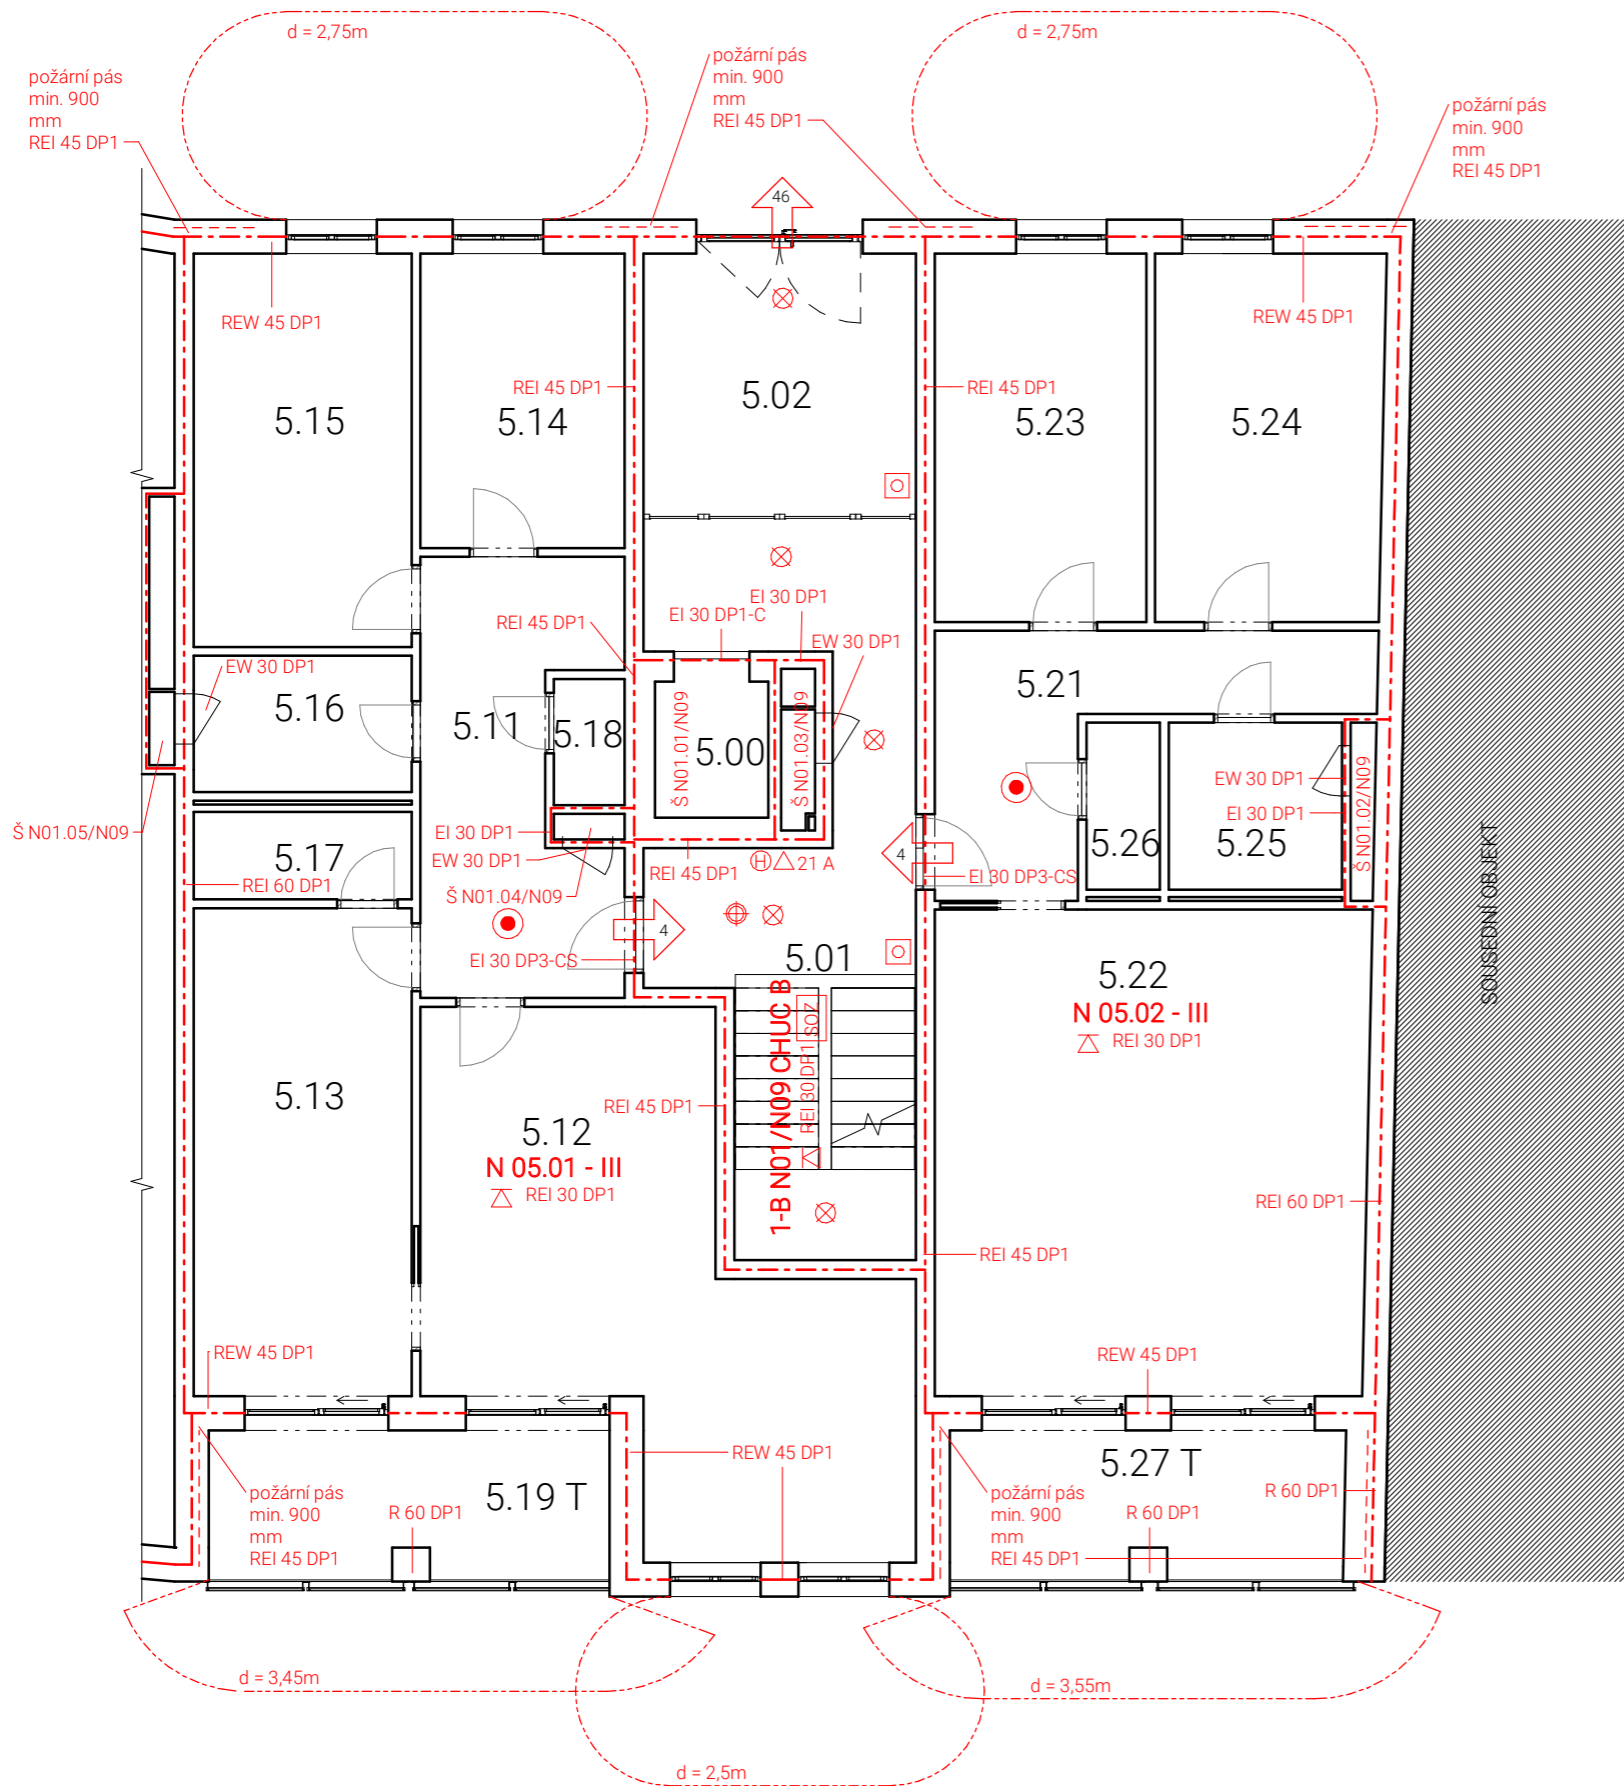 d = 2,75m
d = 2,75m
požární pás
min. 900
mm
REI 45 DP1
požární pás
min. 900
mm
REI 45 DP1
požární pás
min. 900
mm
REI 45 DP1
46
REW 45 DP1
REW 45 DP1
REI 45 DP1
REI 45 DP1
5.15
5.14
5.02
5.23
5.24
EI 30 DP1
EI 30 DP1-C
REI 45 DP1
EW 30 DP1
EW 30 DP1
5.16
5.11
5.18
5.00
5.21
Š N01.01/N09
Š N01.03/N09
EW 30 DP1
EI 30 DP1
Š N01.02/N09
Š N01.05/N09
5.17
EI 30 DP1
EW 30 DP1
REI 45 DP1
H
21 A
4
5.26
5.25
REI 60 DP1
Š N01.04/N09
EI 30 DP3-CS
4
EI 30 DP3-CS
5.01
SOUSEDNÍ OBJEKT
5.22
N 05.02 - III
REI 30 DP1
1-B N01/N09 CHUC B
REI 30 DP1
SOZ
5.13
REI 45 DP1
5.12
N 05.01 - III
REI 30 DP1
REI 60 DP1
REI 45 DP1
REW 45 DP1
REW 45 DP1
REW 45 DP1
5.27 T
5.19 T
požární pás
min. 900
mm
REI 45 DP1
R 60 DP1
požární pás
min. 900
mm
REI 45 DP1
R 60 DP1
R 60 DP1
d = 3,45m
d = 3,55m
d = 2,5m